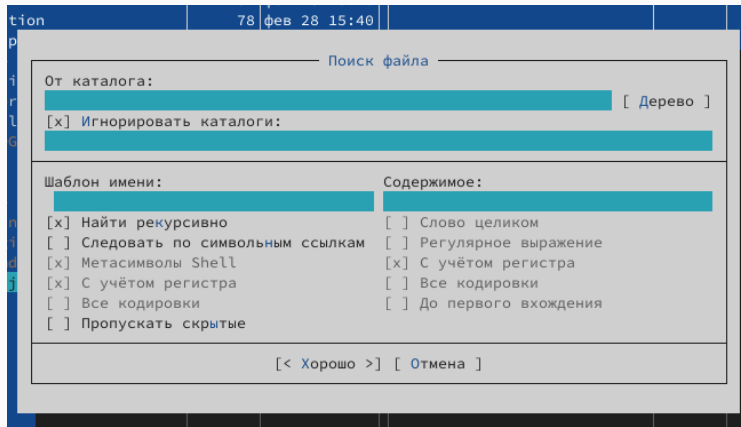 tion 78 фев 28 15:40
p
Поиск файла
i От каталога:
r [ Дерево ]
l [x] Игнорировать каталоги:
G
Шаблон имени: Содержимое:
n [x] Найти рекурсивно [ ] Слово целиком
i [ ] Следовать по символьным ссылкам [ ] Регулярное выражение
d [x] Метасимволы Shell [x] С учётом регистра
j [x] С учётом регистра [ ] Все кодировки
[ ] Все кодировки [ ] До первого вхождения
[ ] Пропускать скрытые
[< Хорошо >] [ Отмена ]